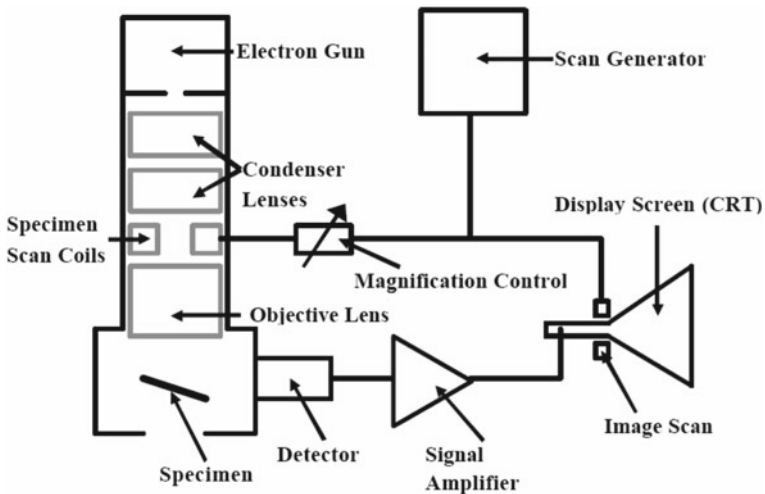 Electron Gun
Scan Generator
Condenser
Lenses
Specimen
Scan Coils
Display Screen (CRT)
Magnification Control
Objective Lens
Image Scan
Specimen
Detector
Signal
Amplifier